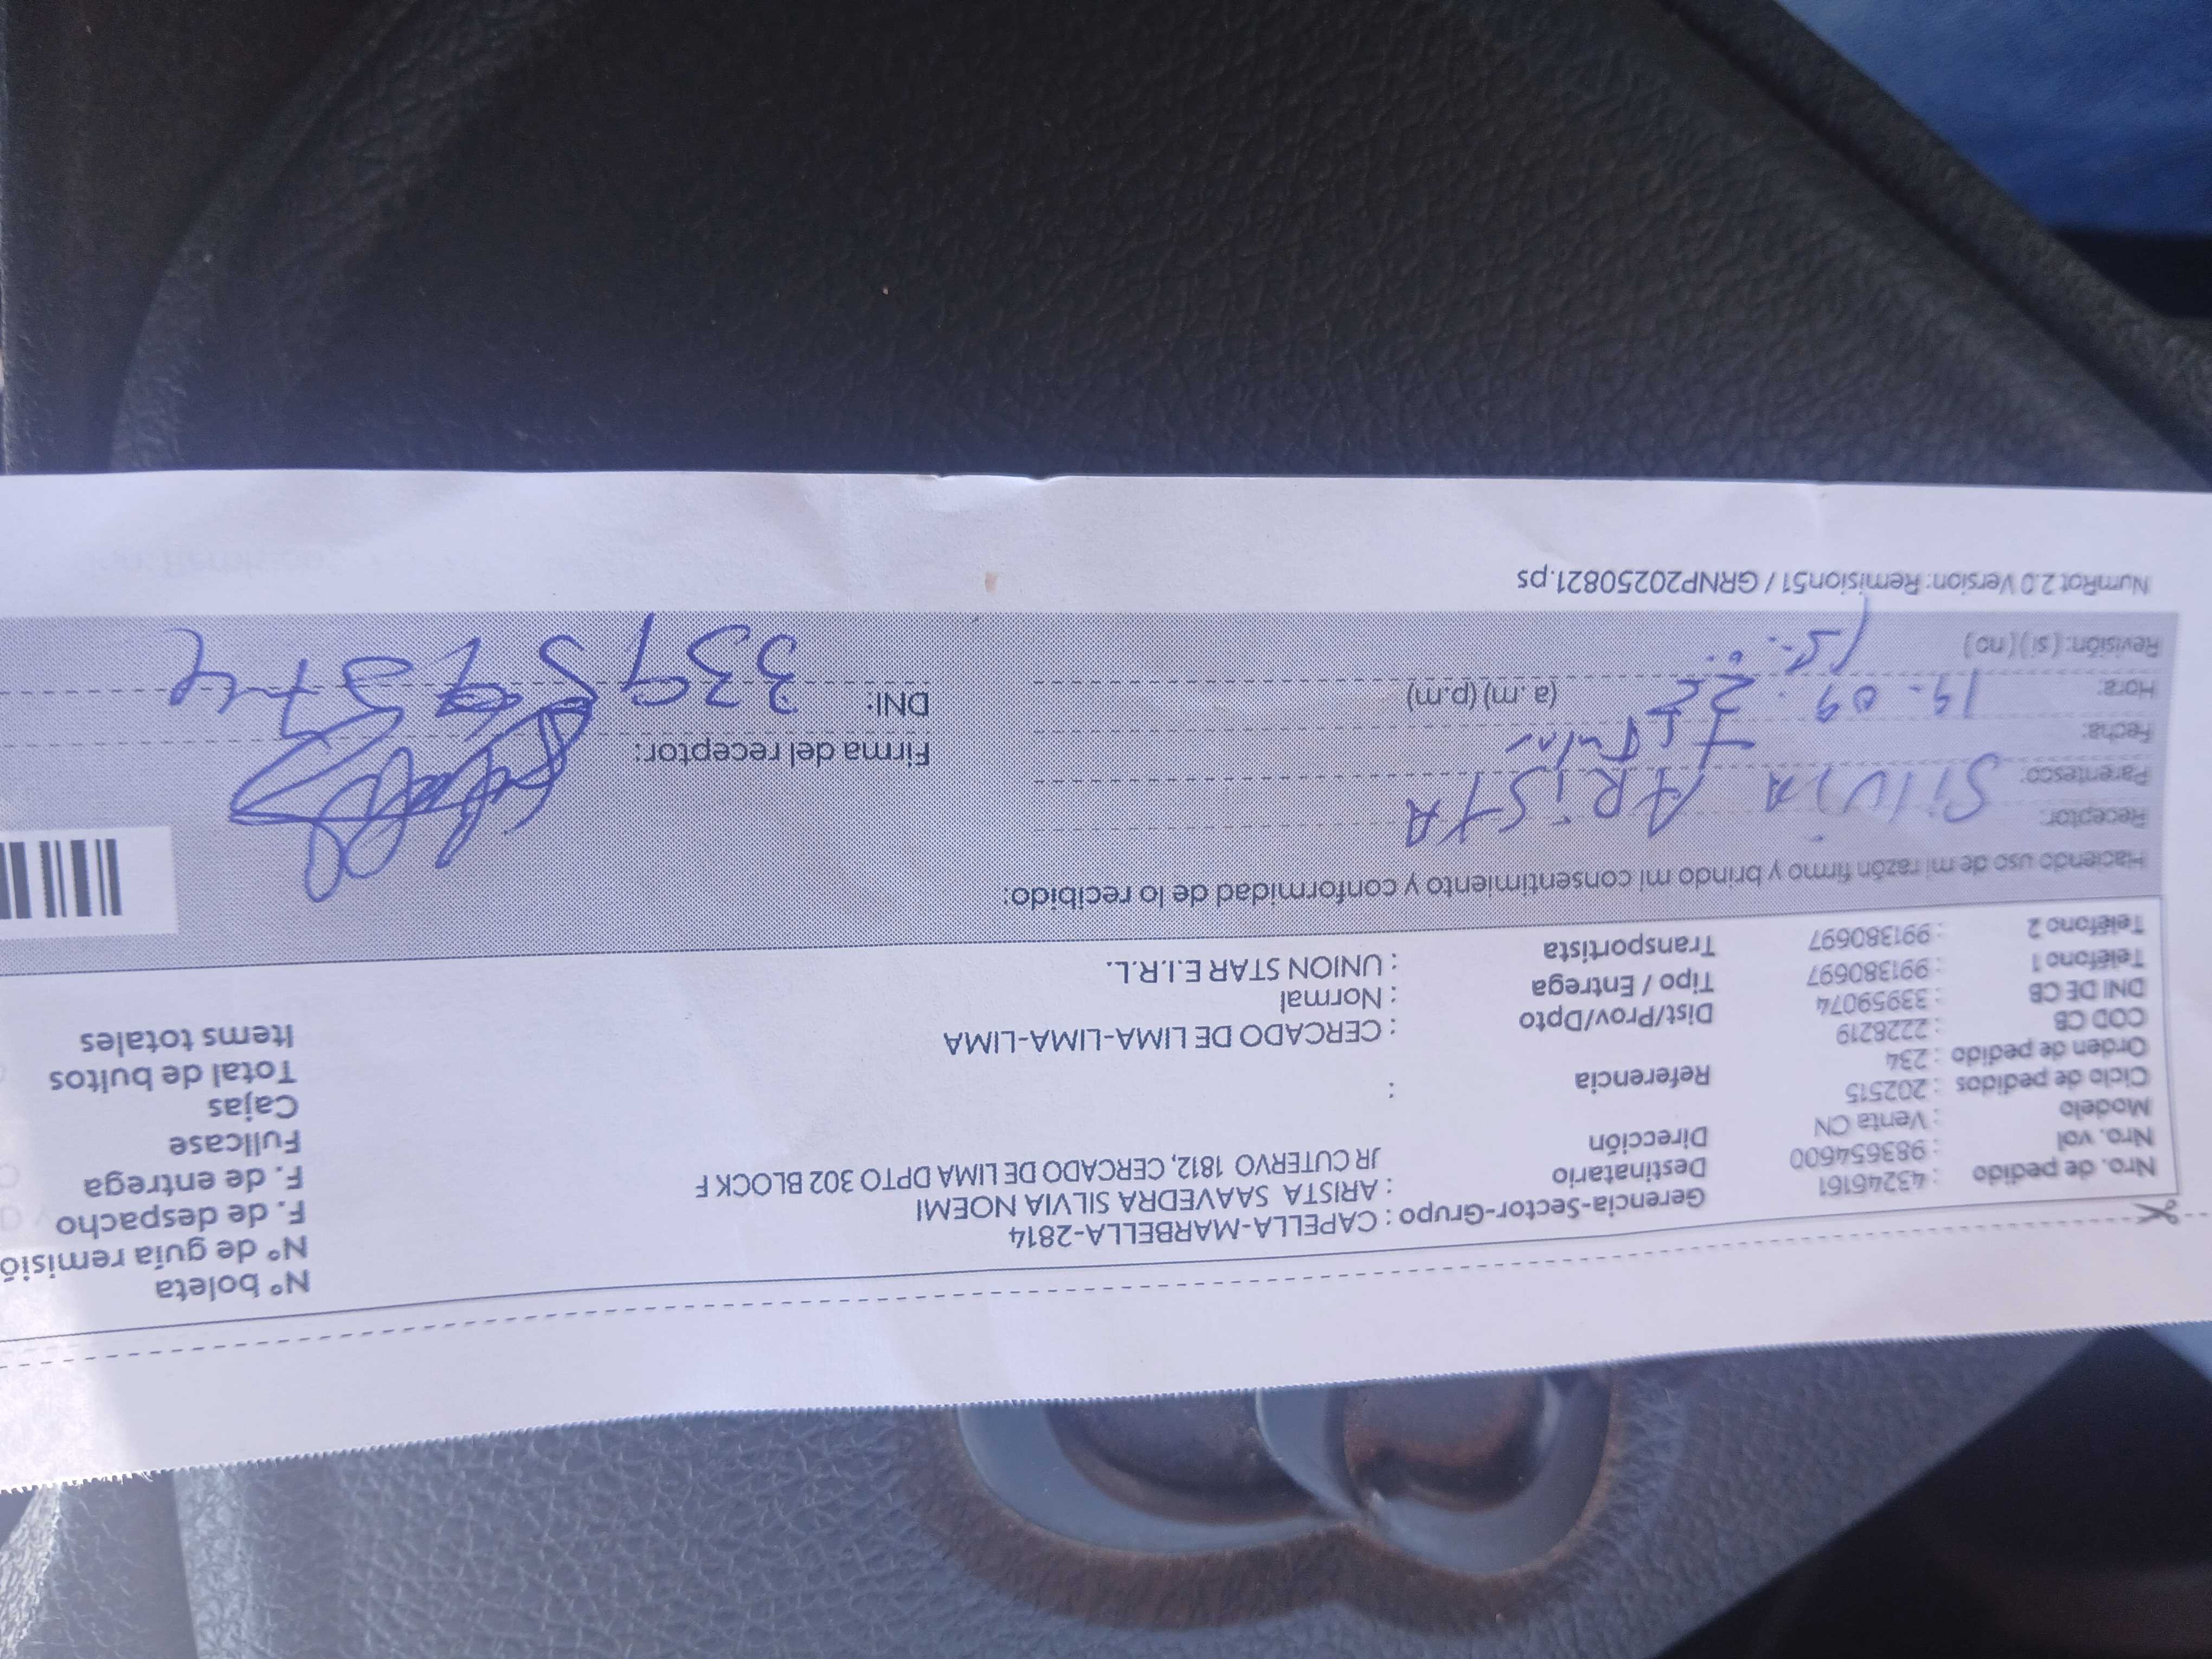 Nro. de pedido : 43246161
Nro. vol : 983654600
Modelo : Venta CN
Ciclo de pedidos : 202515
Orden de pedido : 234
COD CB : 2228219
DNI DE CB : 33959074
Teléfono 1 : 991380697
Teléfono 2 : 991380697
Gerencia-Sector-Grupo : CAPELLA-MARBELLA-2814
Destinatario : ARISTA SAAVEDRA SILVIA NOEMI
Dirección JR CUTERVO 1812, CERCADO DE LIMA DPTO 302 BLOCK F
Referencia :
Dist/Prov/Dpto : CERCADO DE LIMA-LIMA-LIMA
Tipo / Entrega : Normal
Transportista : UNION STAR E.I.R.L.
N° boleta
N° de guía remisió
F. de despacho
F. de entrega
Fullcase
Cajas
Total de bultos
Items totales
Haciendo uso de mi razón firmo y brindo mi consentimiento y conformidad de lo recibido:
Receptor: SilviA ARiSTA
Parentesco: Titular
Fecha:
Hora: (a.m) (p.m)
Revisión: (si) (no)
Firma del receptor:
DNI:
NumRot 2.0 Version: Remision51 / GRNP20250821.ps